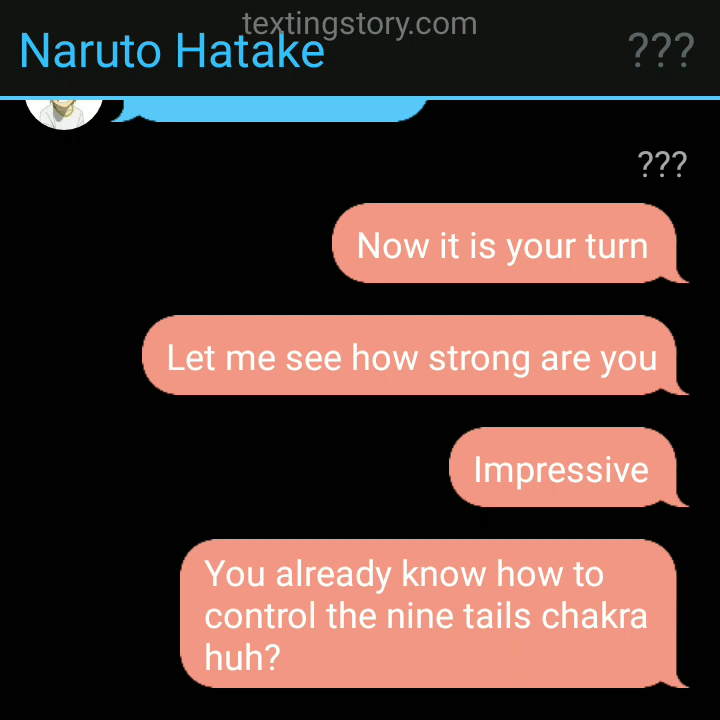 textingstory.com
Naruto Hatake
???
???
Now it is your turn
Let me see how strong are you
Impressive
You already know how to
control the nine tails chakra
huh?